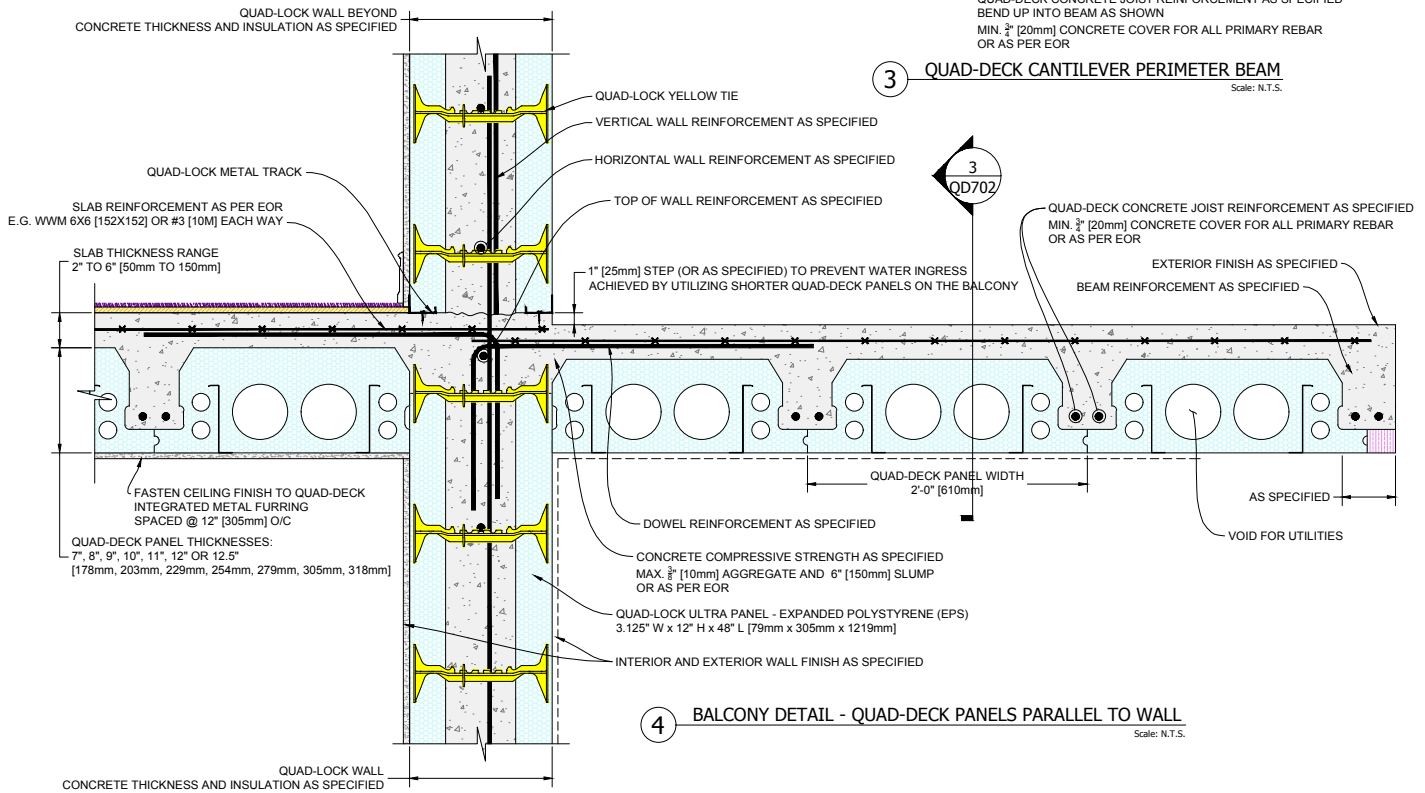 QUAD-LOCK WALL BEYOND
CONCRETE THICKNESS AND INSULATION AS SPECIFIED
QUAD-DECK CONCRETE JOIST REINFORCEMENT AS SPECIFIED
BEND UP INTO BEAM AS SHOWN
MIN. ¾" [20mm] CONCRETE COVER FOR ALL PRIMARY REBAR
OR AS PER EOR
3
QUAD-DECK CANTILEVER PERIMETER BEAM
Scale: N.T.S.
QUAD-LOCK YELLOW TIE
VERTICAL WALL REINFORCEMENT AS SPECIFIED
HORIZONTAL WALL REINFORCEMENT AS SPECIFIED
TOP OF WALL REINFORCEMENT AS SPECIFIED
3
QD702
QUAD-LOCK METAL TRACK
SLAB REINFORCEMENT AS PER EOR
E.G. WWM 6X6 [152X152] OR #3 [10M] EACH WAY
SLAB THICKNESS RANGE
2" TO 6" [50mm TO 150mm]
QUAD-DECK CONCRETE JOIST REINFORCEMENT AS SPECIFIED
MIN. ¾" [20mm] CONCRETE COVER FOR ALL PRIMARY REBAR
OR AS PER EOR
EXTERIOR FINISH AS SPECIFIED
BEAM REINFORCEMENT AS SPECIFIED
1" [25mm] STEP (OR AS SPECIFIED) TO PREVENT WATER INGRESS
ACHIEVED BY UTILIZING SHORTER QUAD-DECK PANELS ON THE BALCONY
QUAD-DECK PANEL WIDTH
2'-0" [610mm]
AS SPECIFIED
VOID FOR UTILITIES
FASTEN CEILING FINISH TO QUAD-DECK
INTEGRATED METAL FURRING
SPACED @ 12" [305mm] O/C
QUAD-DECK PANEL THICKNESSES:
7", 8", 9", 10", 11", 12" OR 12.5"
[178mm, 203mm, 229mm, 254mm, 279mm, 305mm, 318mm]
DOWEL REINFORCEMENT AS SPECIFIED
CONCRETE COMPRESSIVE STRENGTH AS SPECIFIED
MAX. ⅜" [10mm] AGGREGATE AND 6" [150mm] SLUMP
OR AS PER EOR
QUAD-LOCK ULTRA PANEL - EXPANDED POLYSTYRENE (EPS)
3.125" W x 12" H x 48" L [79mm x 305mm x 1219mm]
INTERIOR AND EXTERIOR WALL FINISH AS SPECIFIED
4
BALCONY DETAIL - QUAD-DECK PANELS PARALLEL TO WALL
Scale: N.T.S.
QUAD-LOCK WALL
CONCRETE THICKNESS AND INSULATION AS SPECIFIED